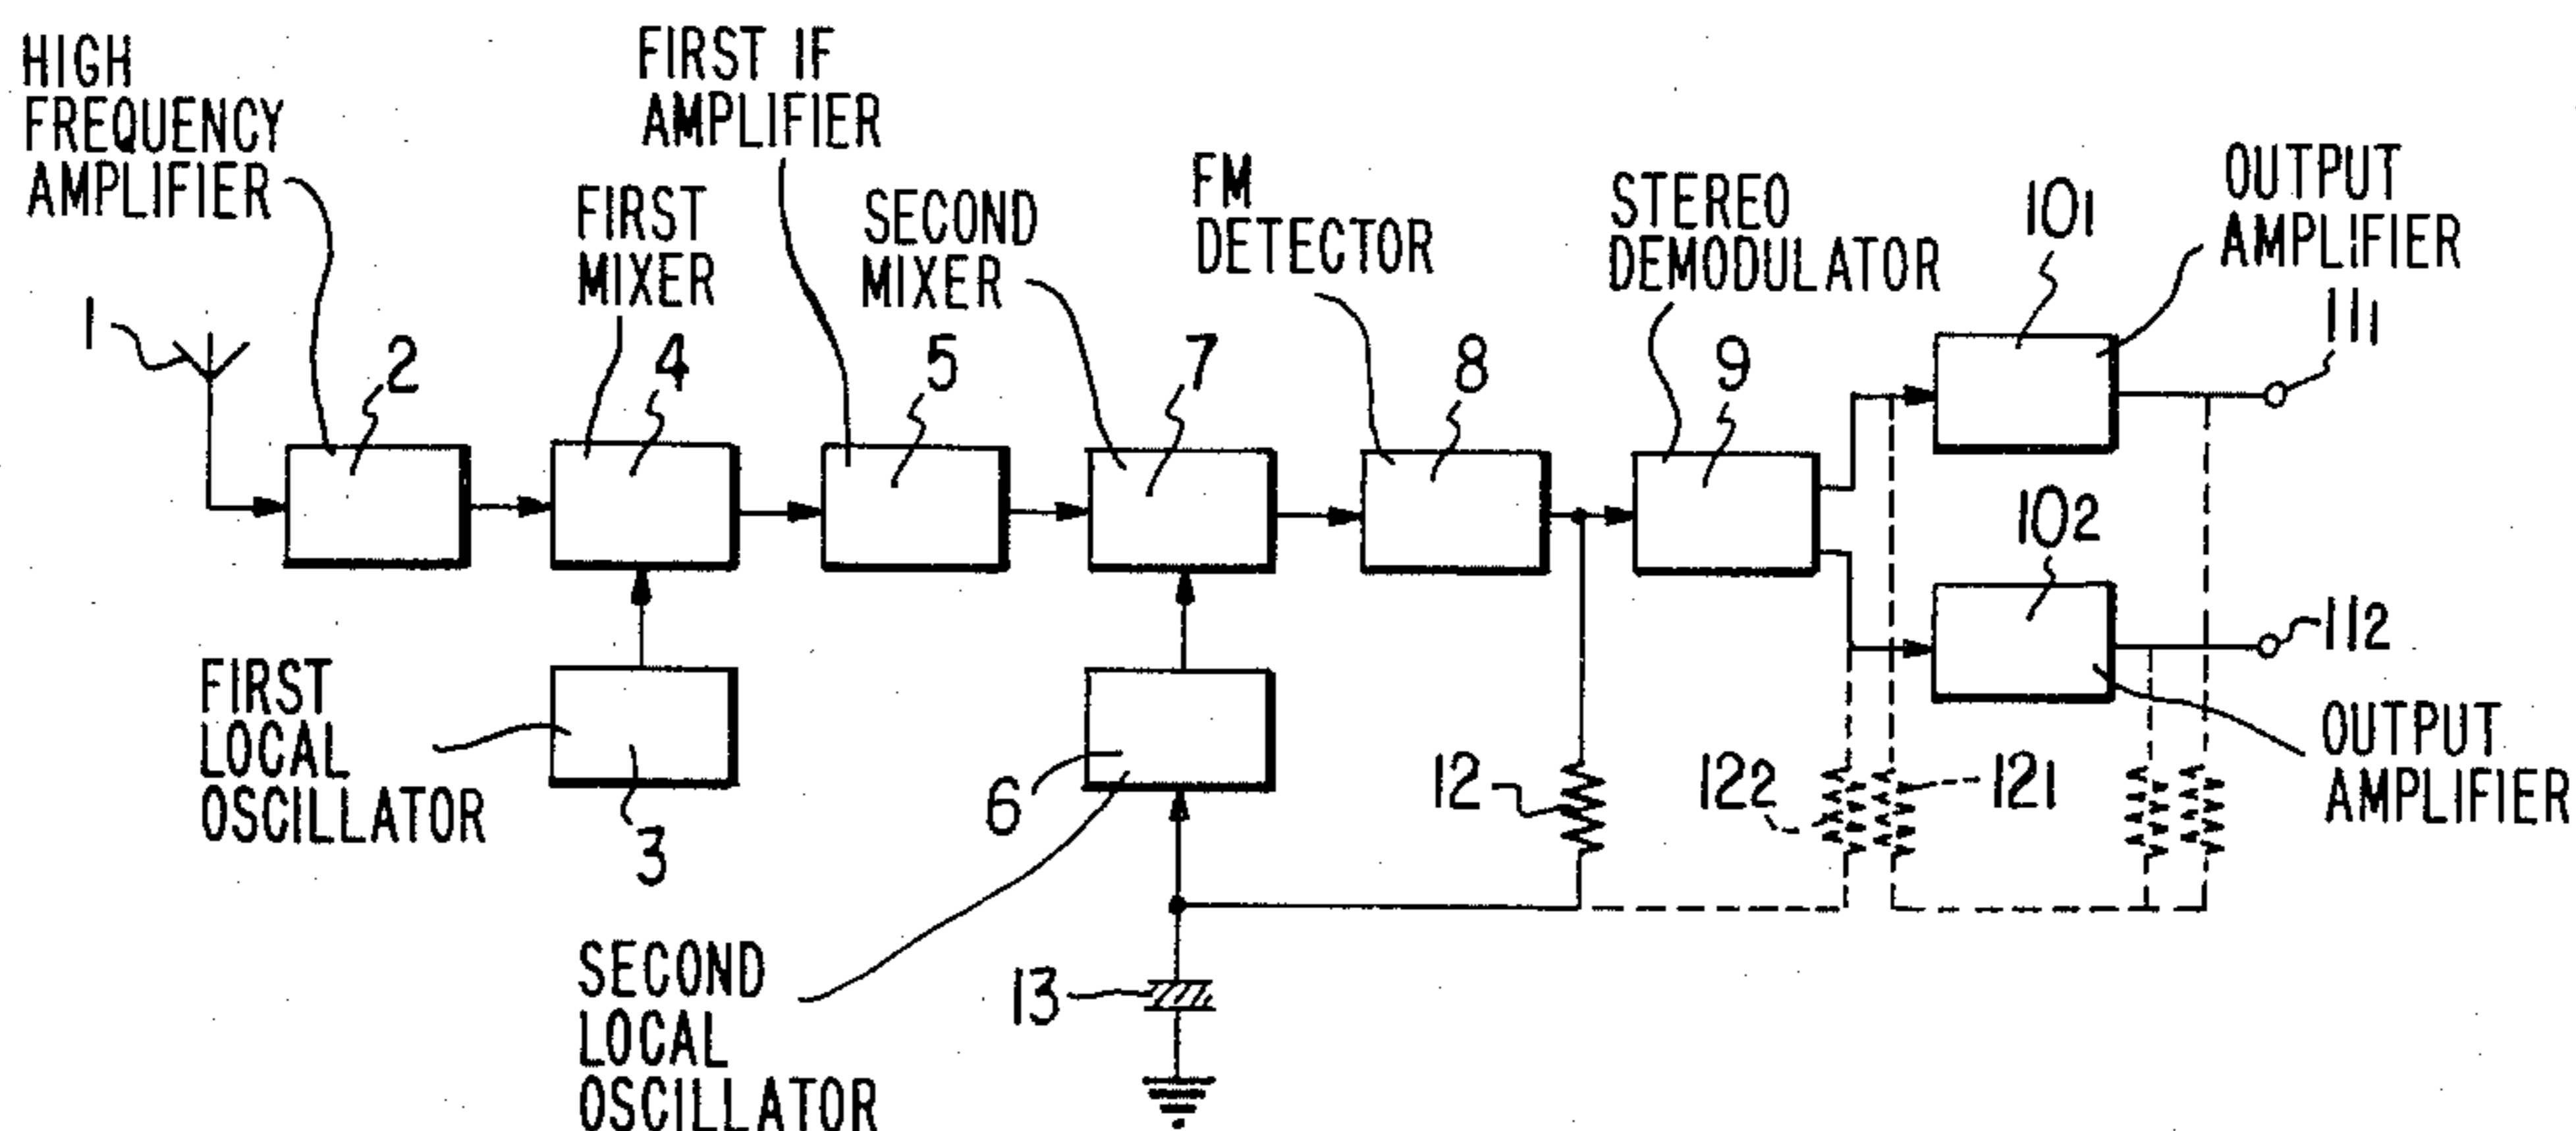 HIGH
FREQUENCY
AMPLIFIER
FIRST IF
AMPLIFIER
FIRST
MIXER
SECOND
MIXER
FM
DETECTOR
STEREO
DEMODULATOR
OUTPUT
AMPLIFIER
1
2
4
5
7
8
9
101
111
102
112
FIRST
LOCAL
OSCILLATOR
3
6
12
122
121
OUTPUT
AMPLIFIER
SECOND
LOCAL
OSCILLATOR
13